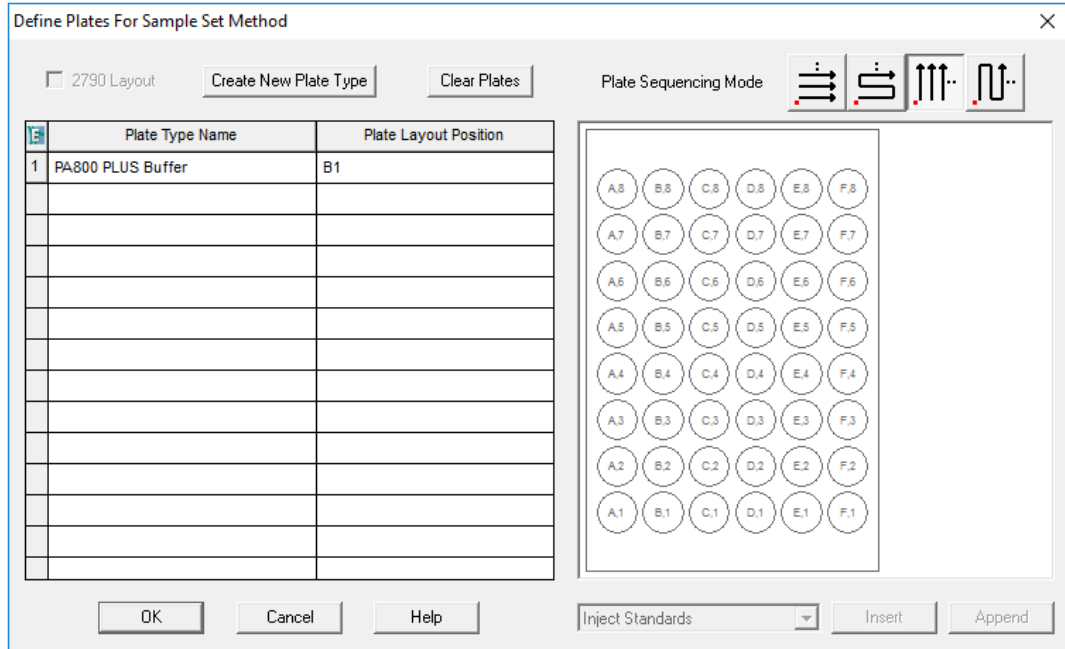 Define Plates For Sample Set Method
2790 Layout Create New Plate Type Clear Plates Plate Sequencing Mode
Plate Type Name Plate Layout Position
1 PA800 PLUS Buffer B1
A,8 B,8 C,8 D,8 E,8 F,8
A,7 B,7 C,7 D,7 E,7 F,7
A,6 B,6 C,6 D,6 E,6 F,6
A,5 B,5 C,5 D,5 E,5 F,5
A,4 B,4 C,4 D,4 E,4 F,4
A,3 B,3 C,3 D,3 E,3 F,3
A,2 B,2 C,2 D,2 E,2 F,2
A,1 B,1 C,1 D,1 E,1 F,1
OK Cancel Help Inject Standards Insert Append